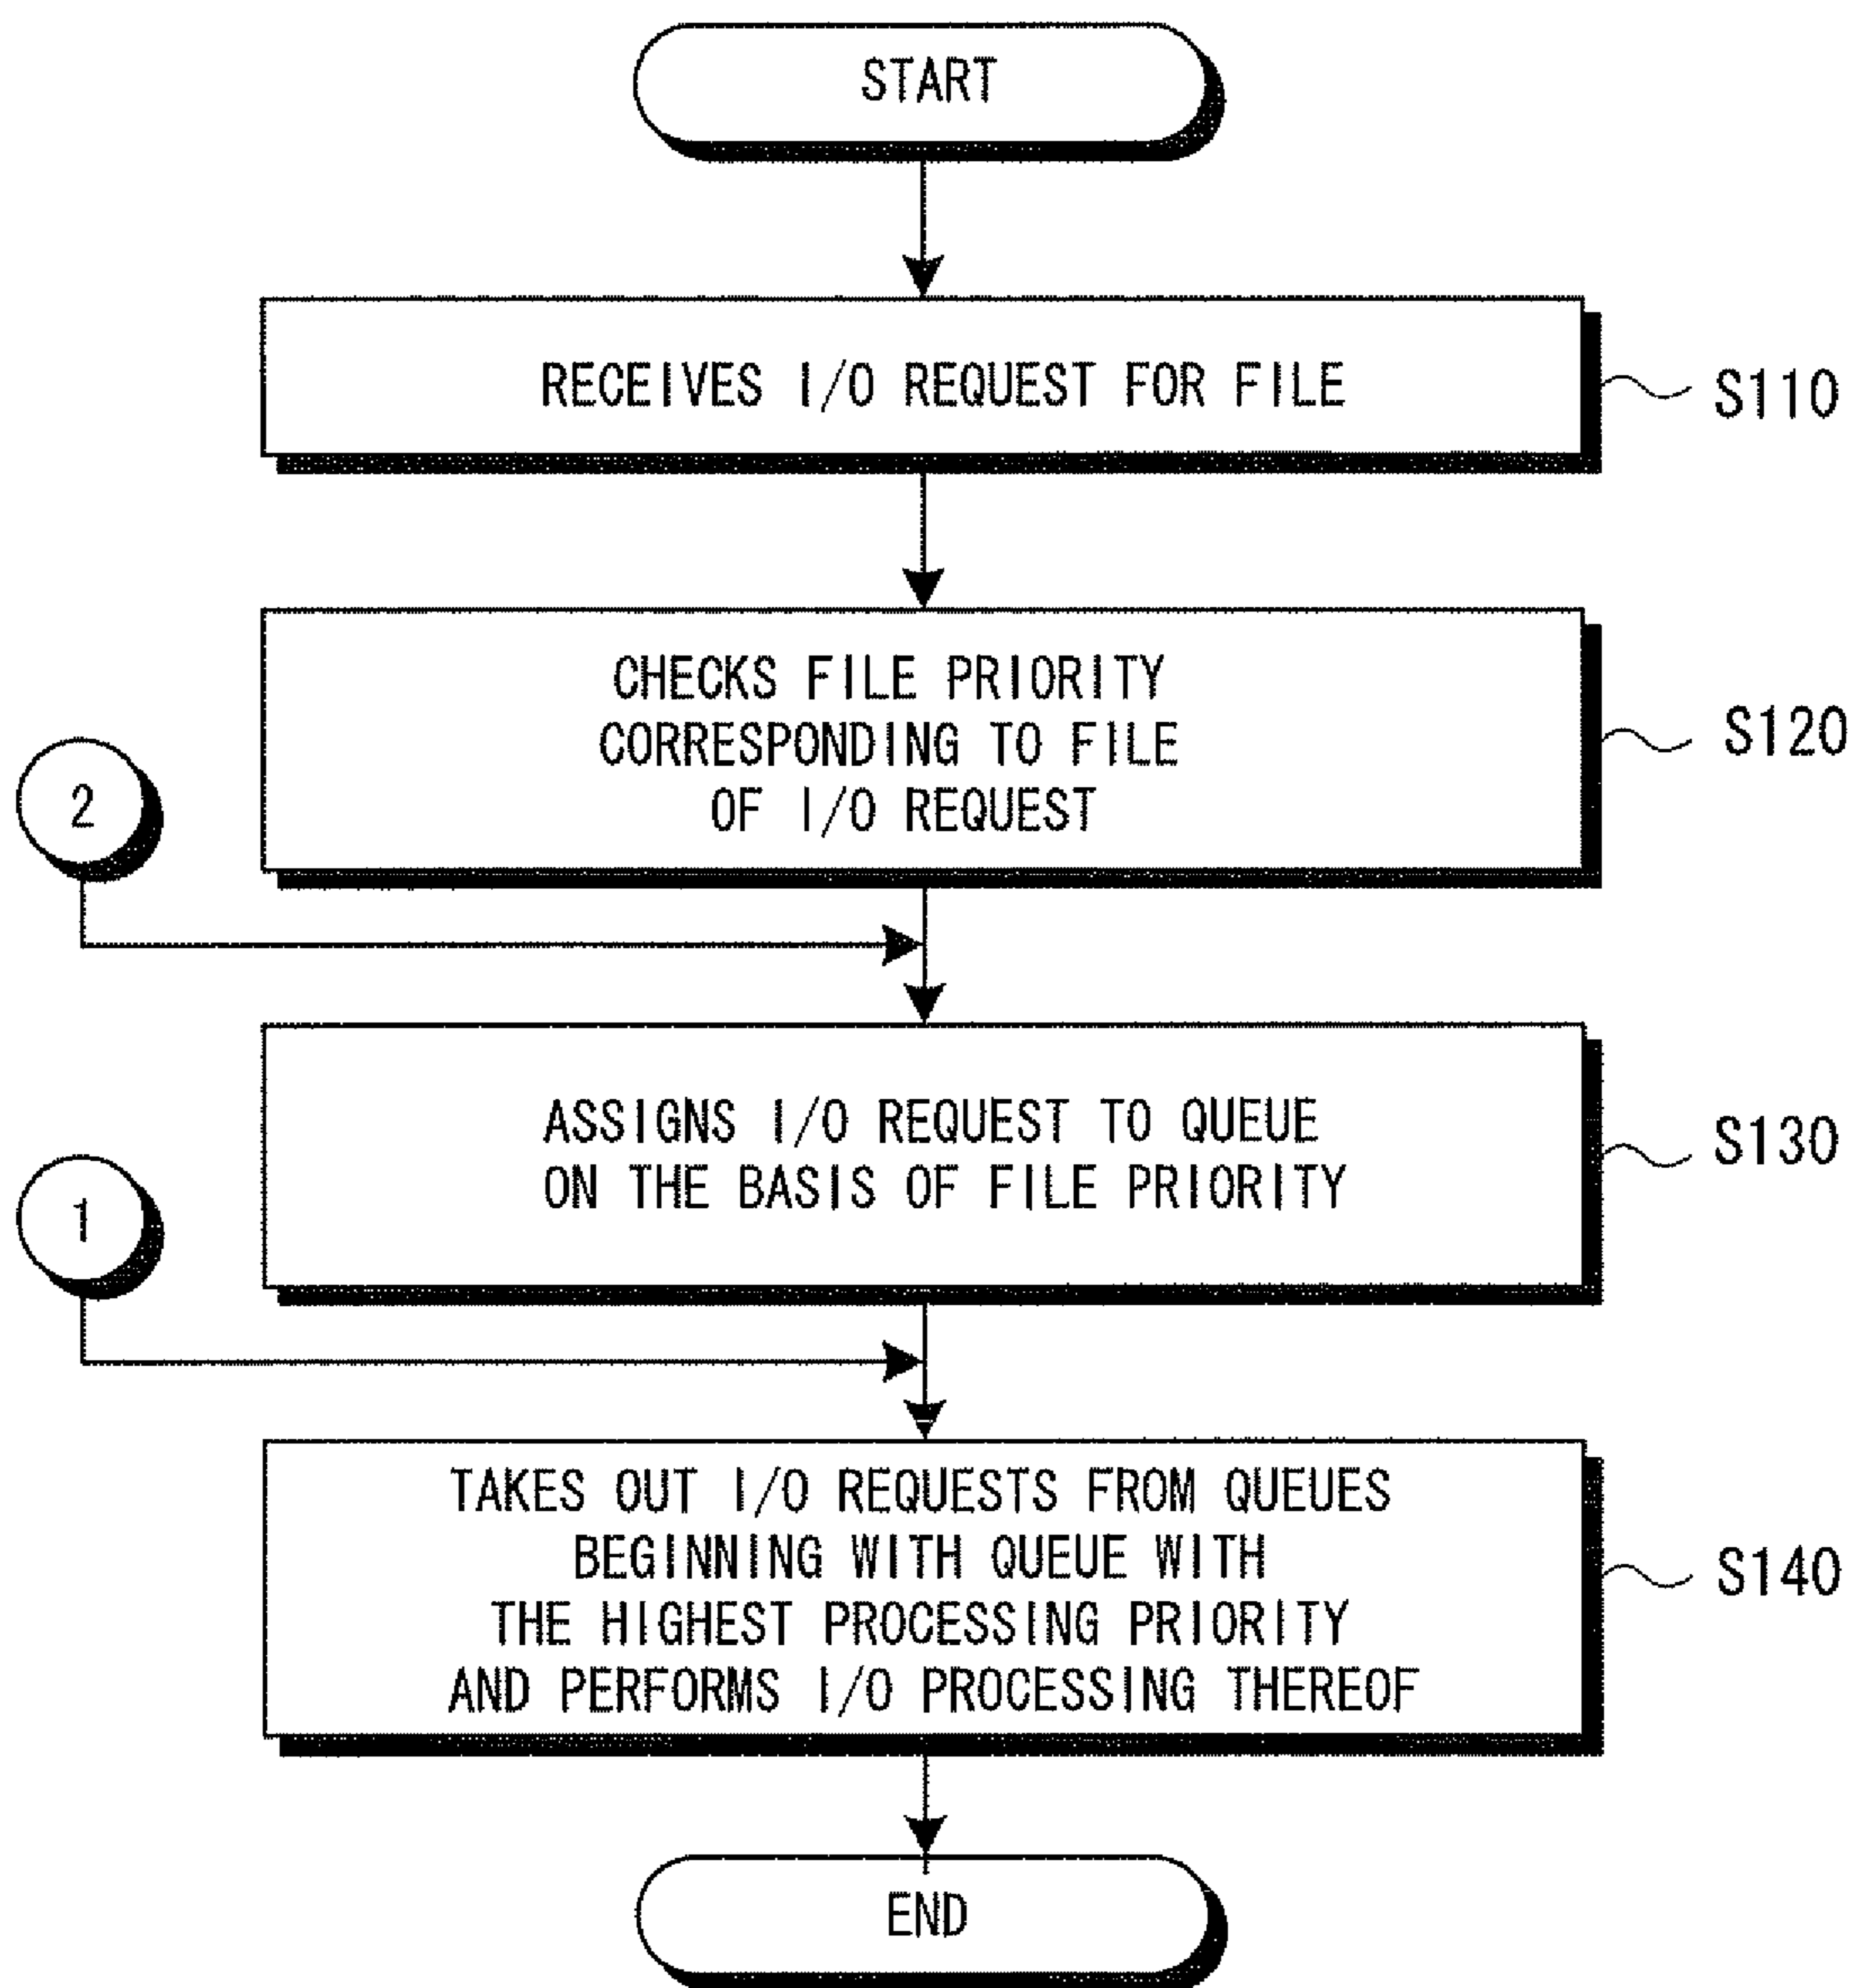 START
RECEIVES I/O REQUEST FOR FILE
S110
CHECKS FILE PRIORITY
CORRESPONDING TO FILE
OF I/O REQUEST
S120
2
ASSIGNS I/O REQUEST TO QUEUE
ON THE BASIS OF FILE PRIORITY
S130
1
TAKES OUT I/O REQUESTS FROM QUEUES
BEGINNING WITH QUEUE WITH
THE HIGHEST PROCESSING PRIORITY
AND PERFORMS I/O PROCESSING THEREOF
S140
END